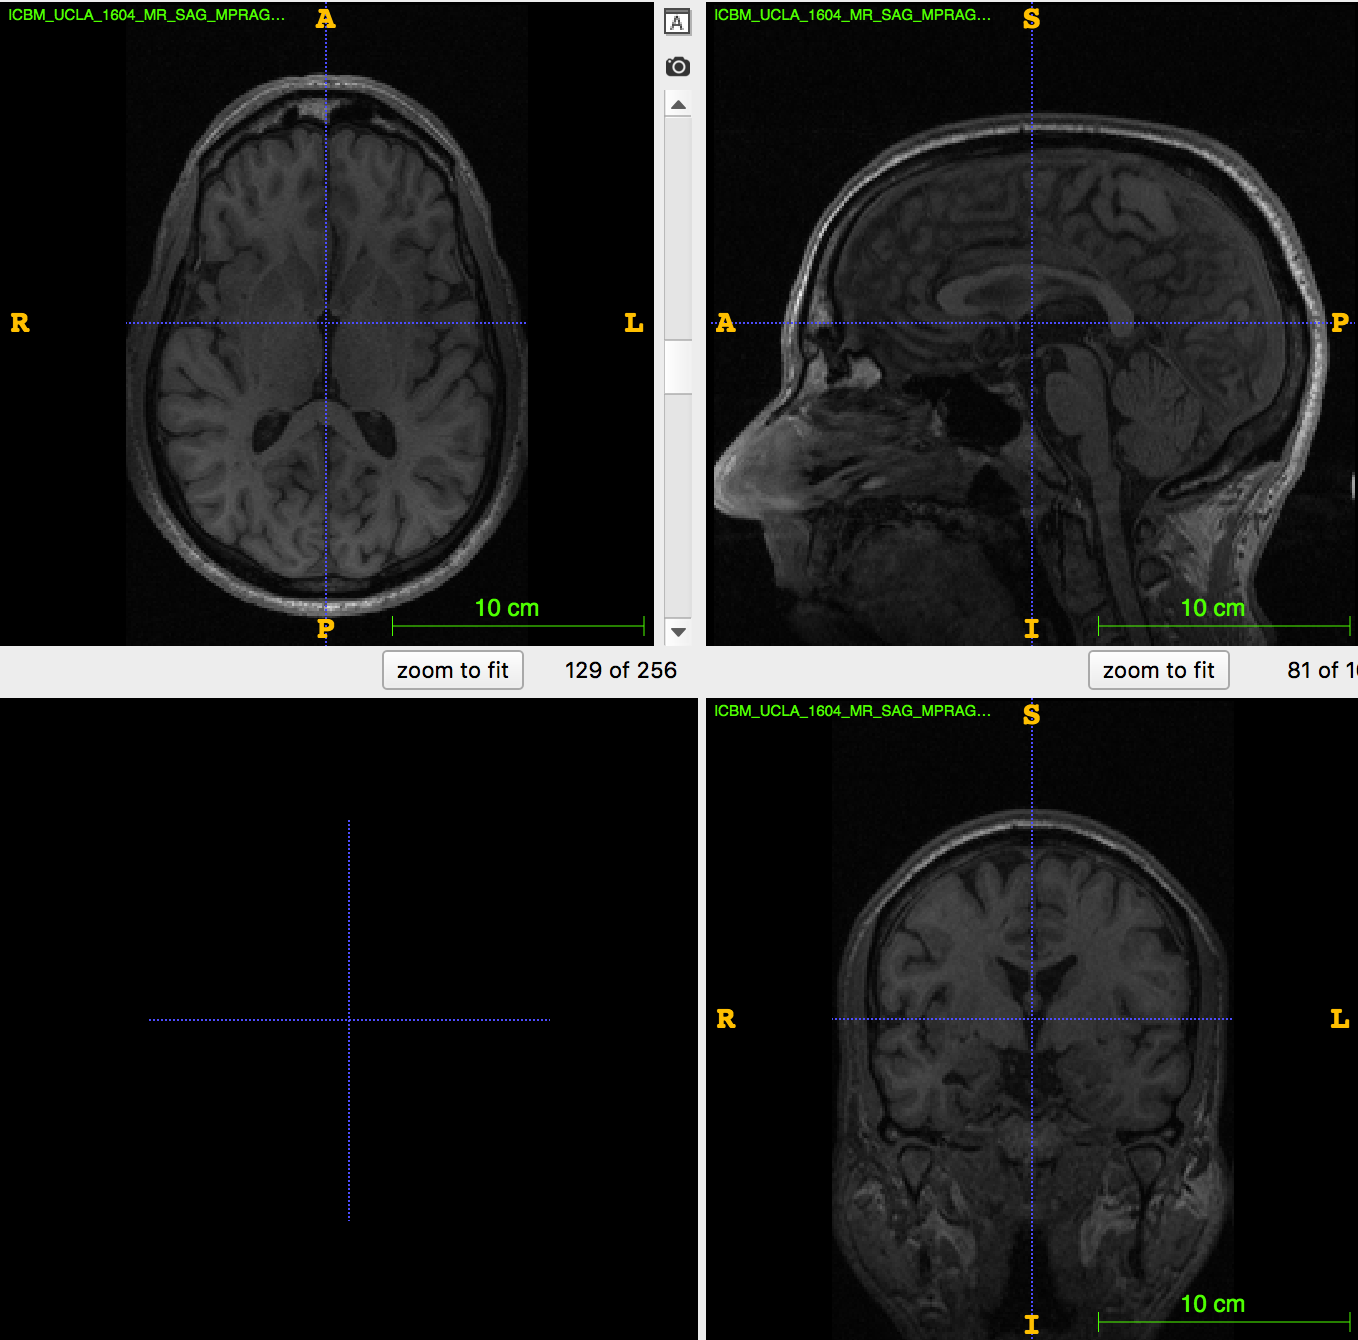 ICBM_UCLA_1604_MR_SAG_MPRAG...
A
A
R
L
10 cm
P
zoom to fit
129 of 256
ICBM_UCLA_1604_MR_SAG_MPRAG...
S
A
P
10 cm
I
zoom to fit
81 of 1
ICBM_UCLA_1604_MR_SAG_MPRAG...
S
R
L
10 cm
I